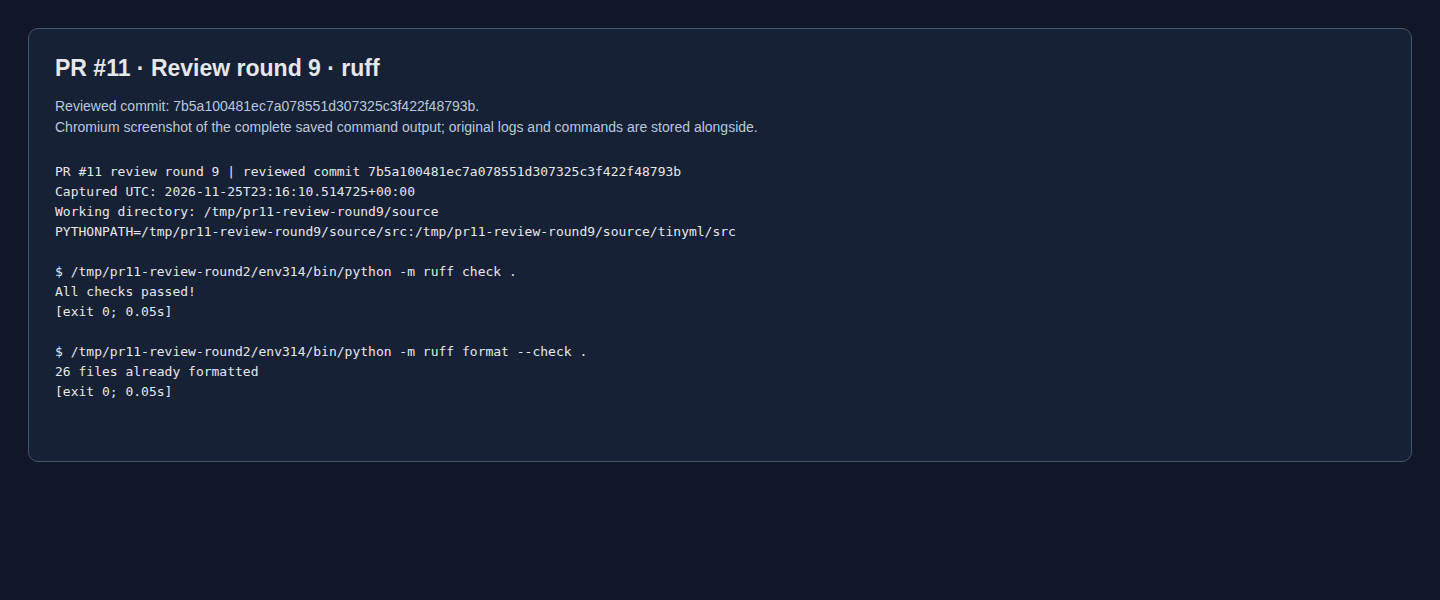 PR #11 · Review round 9 · ruff
Reviewed commit: 7b5a100481ec7a078551d307325c3f422f48793b.
Chromium screenshot of the complete saved command output; original logs and commands are stored alongside.
PR #11 review round 9 | reviewed commit 7b5a100481ec7a078551d307325c3f422f48793b
Captured UTC: 2026-11-25T23:16:10.514725+00:00
Working directory: /tmp/pr11-review-round9/source
PYTHONPATH=/tmp/pr11-review-round9/source/src:/tmp/pr11-review-round9/source/tinyml/src
$ /tmp/pr11-review-round2/env314/bin/python -m ruff check .
All checks passed!
[exit 0; 0.05s]
$ /tmp/pr11-review-round2/env314/bin/python -m ruff format --check .
26 files already formatted
[exit 0; 0.05s]